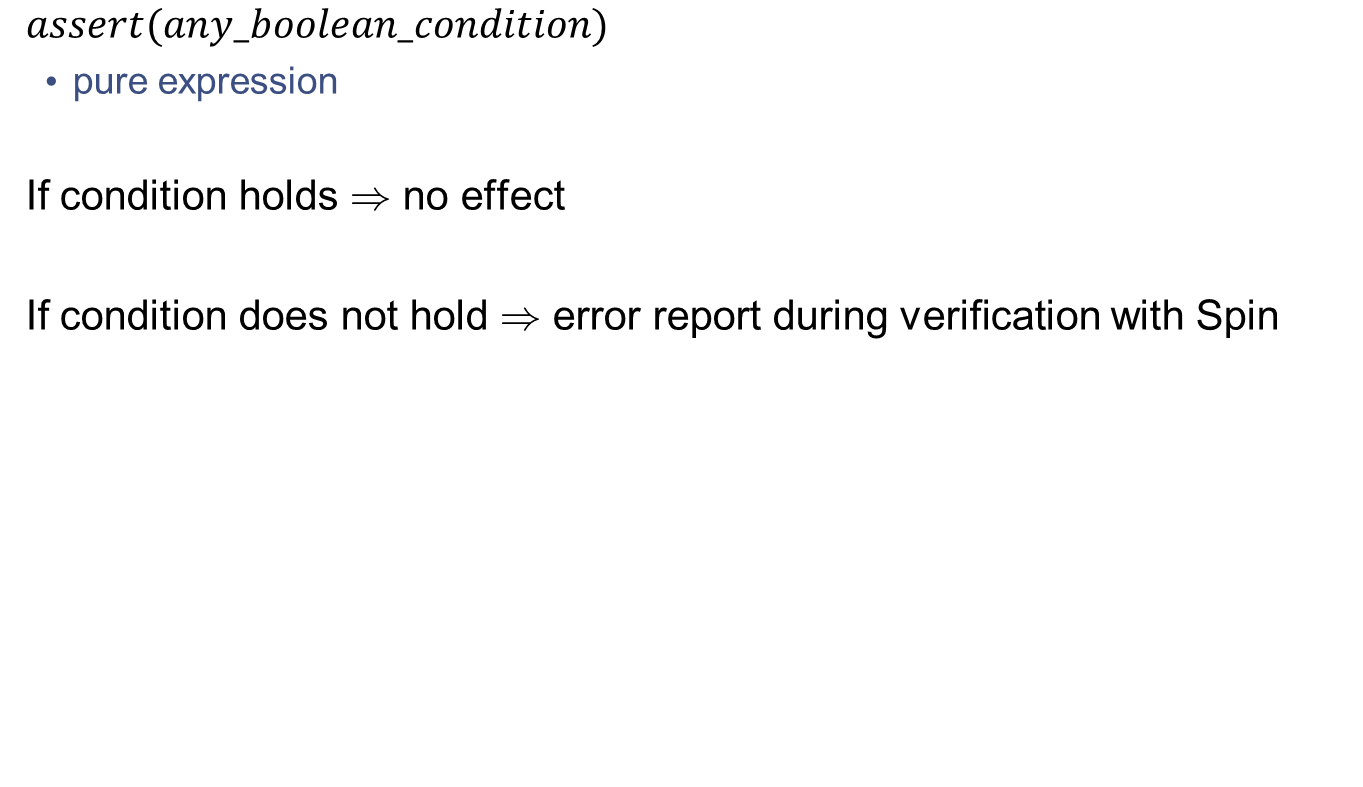 assert(any_boolean_condition)
• pure expression
If condition holds ⇒ no effect
If condition does not hold ⇒ error report during verification with Spin